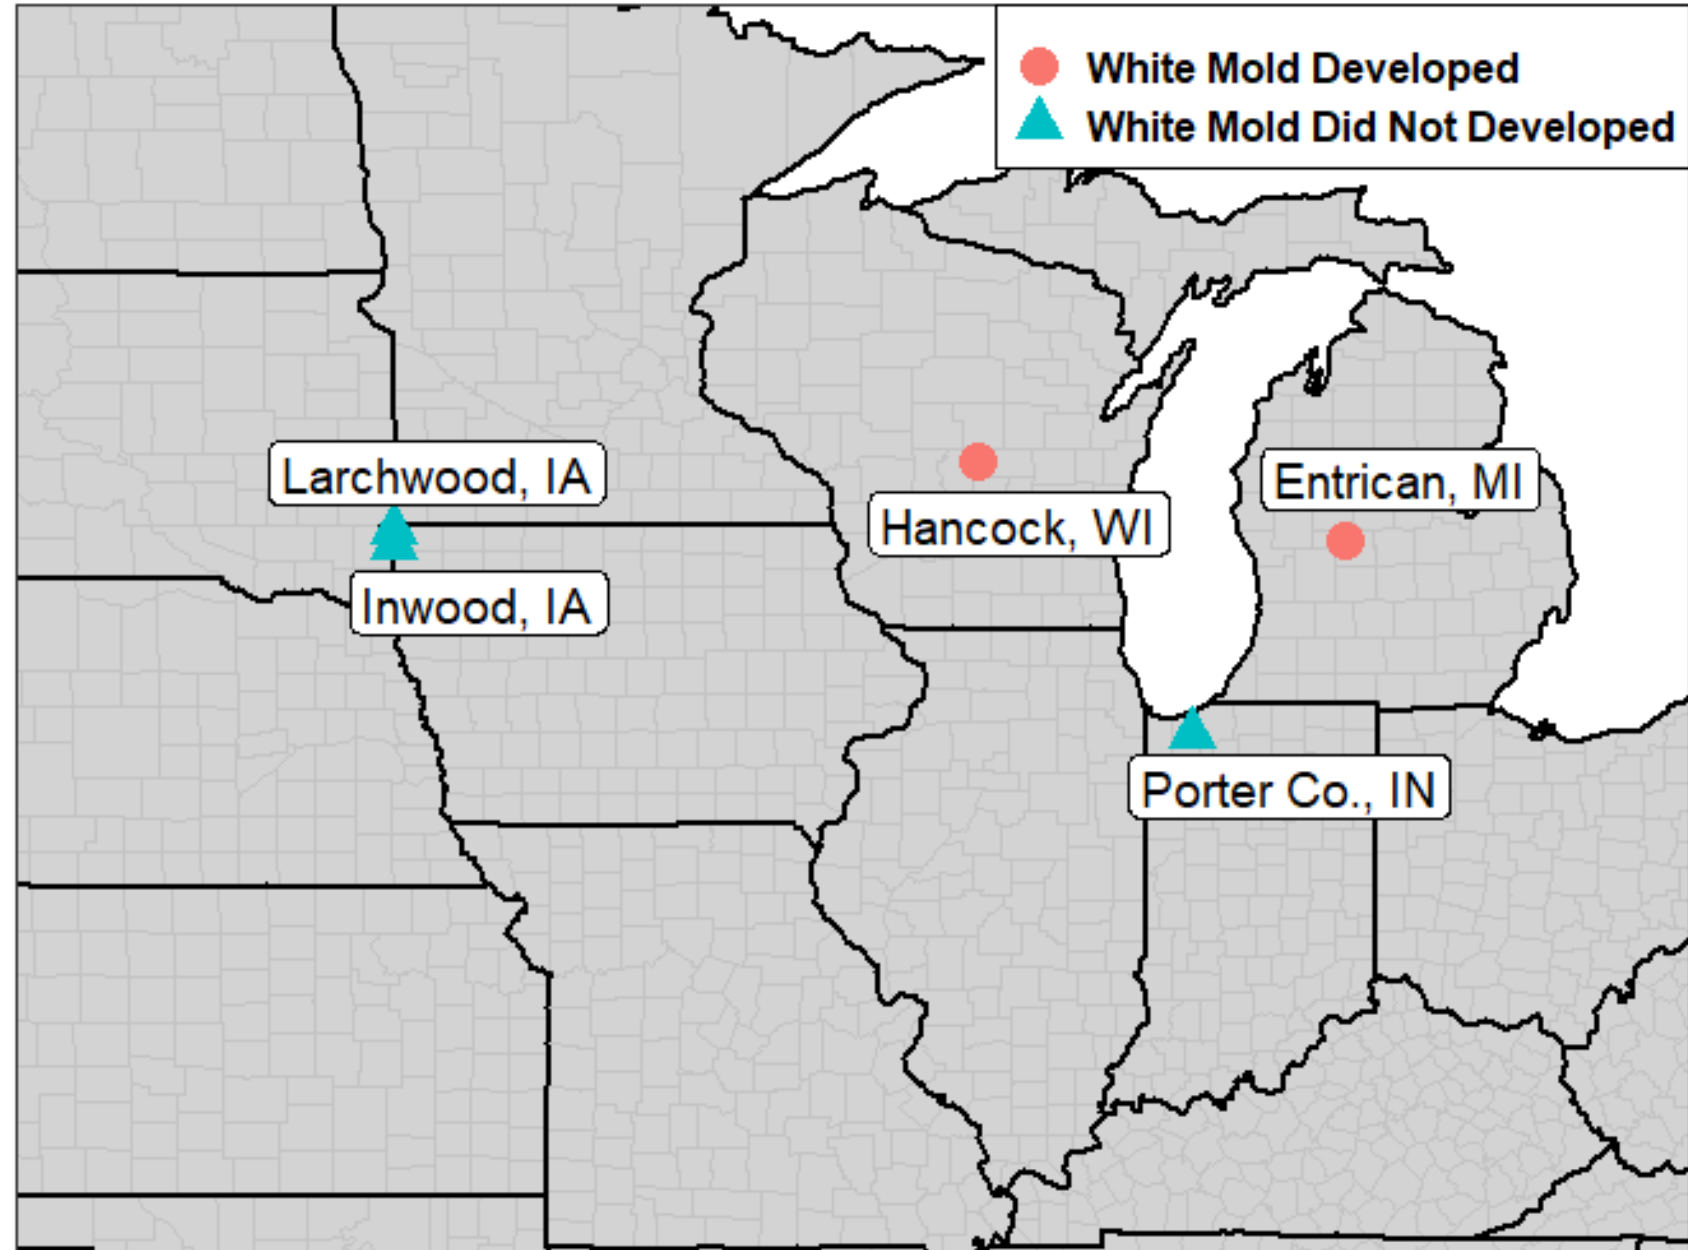 White Mold Developed
White Mold Did Not Developed
Larchwood, IA
Entrican, MI
Hancock, WI
Inwood, IA
Porter Co., IN